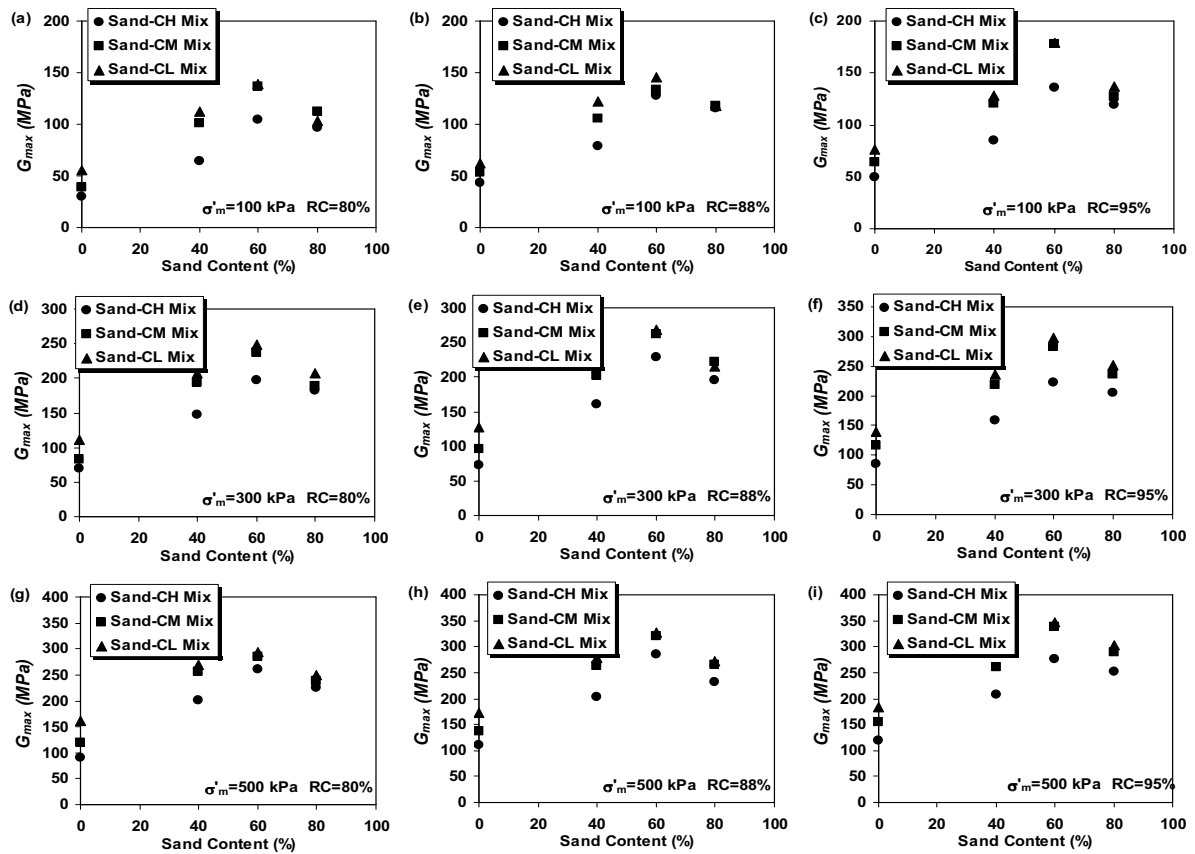 (a)
Sand-CH Mix
Sand-CM Mix
Sand-CL Mix
200
150
100
50
0
Gmax (MPa)
σ'm=100 kPa RC=80%
0 20 40 60 80 100
Sand Content (%)
(b)
Sand-CH Mix
Sand-CM Mix
Sand-CL Mix
200
150
100
50
0
Gmax (MPa)
σ'm=100 kPa RC=88%
0 20 40 60 80 100
Sand Content (%)
(c)
Sand-CH Mix
Sand-CM Mix
Sand-CL Mix
200
150
100
50
0
Gmax (MPa)
σ'm=100 kPa RC=95%
0 20 40 60 80 100
Sand Content (%)
(d)
Sand-CH Mix
Sand-CM Mix
Sand-CL Mix
300
250
200
150
100
50
0
Gmax (MPa)
σ'm=300 kPa RC=80%
0 20 40 60 80 100
Sand Content (%)
(e)
Sand-CH Mix
Sand-CM Mix
Sand-CL Mix
300
250
200
150
100
50
0
Gmax (MPa)
σ'm=300 kPa RC=88%
0 20 40 60 80 100
Sand Content (%)
(f)
Sand-CH Mix
Sand-CM Mix
Sand-CL Mix
350
300
250
200
150
100
50
0
Gmax (MPa)
σ'm=300 kPa RC=95%
0 20 40 60 80 100
Sand Content (%)
(g)
Sand-CH Mix
Sand-CM Mix
Sand-CL Mix
400
350
300
250
200
150
100
50
0
Gmax (MPa)
σ'm=500 kPa RC=80%
0 20 40 60 80 100
Sand Content (%)
(h)
Sand-CH Mix
Sand-CM Mix
Sand-CL Mix
400
350
300
250
200
150
100
50
0
Gmax (MPa)
σ'm=500 kPa RC=88%
0 20 40 60 80 100
Sand Content (%)
(i)
Sand-CH Mix
Sand-CM Mix
Sand-CL Mix
400
350
300
250
200
150
100
50
0
Gmax (MPa)
σ'm=500 kPa RC=95%
0 20 40 60 80 100
Sand Content (%)